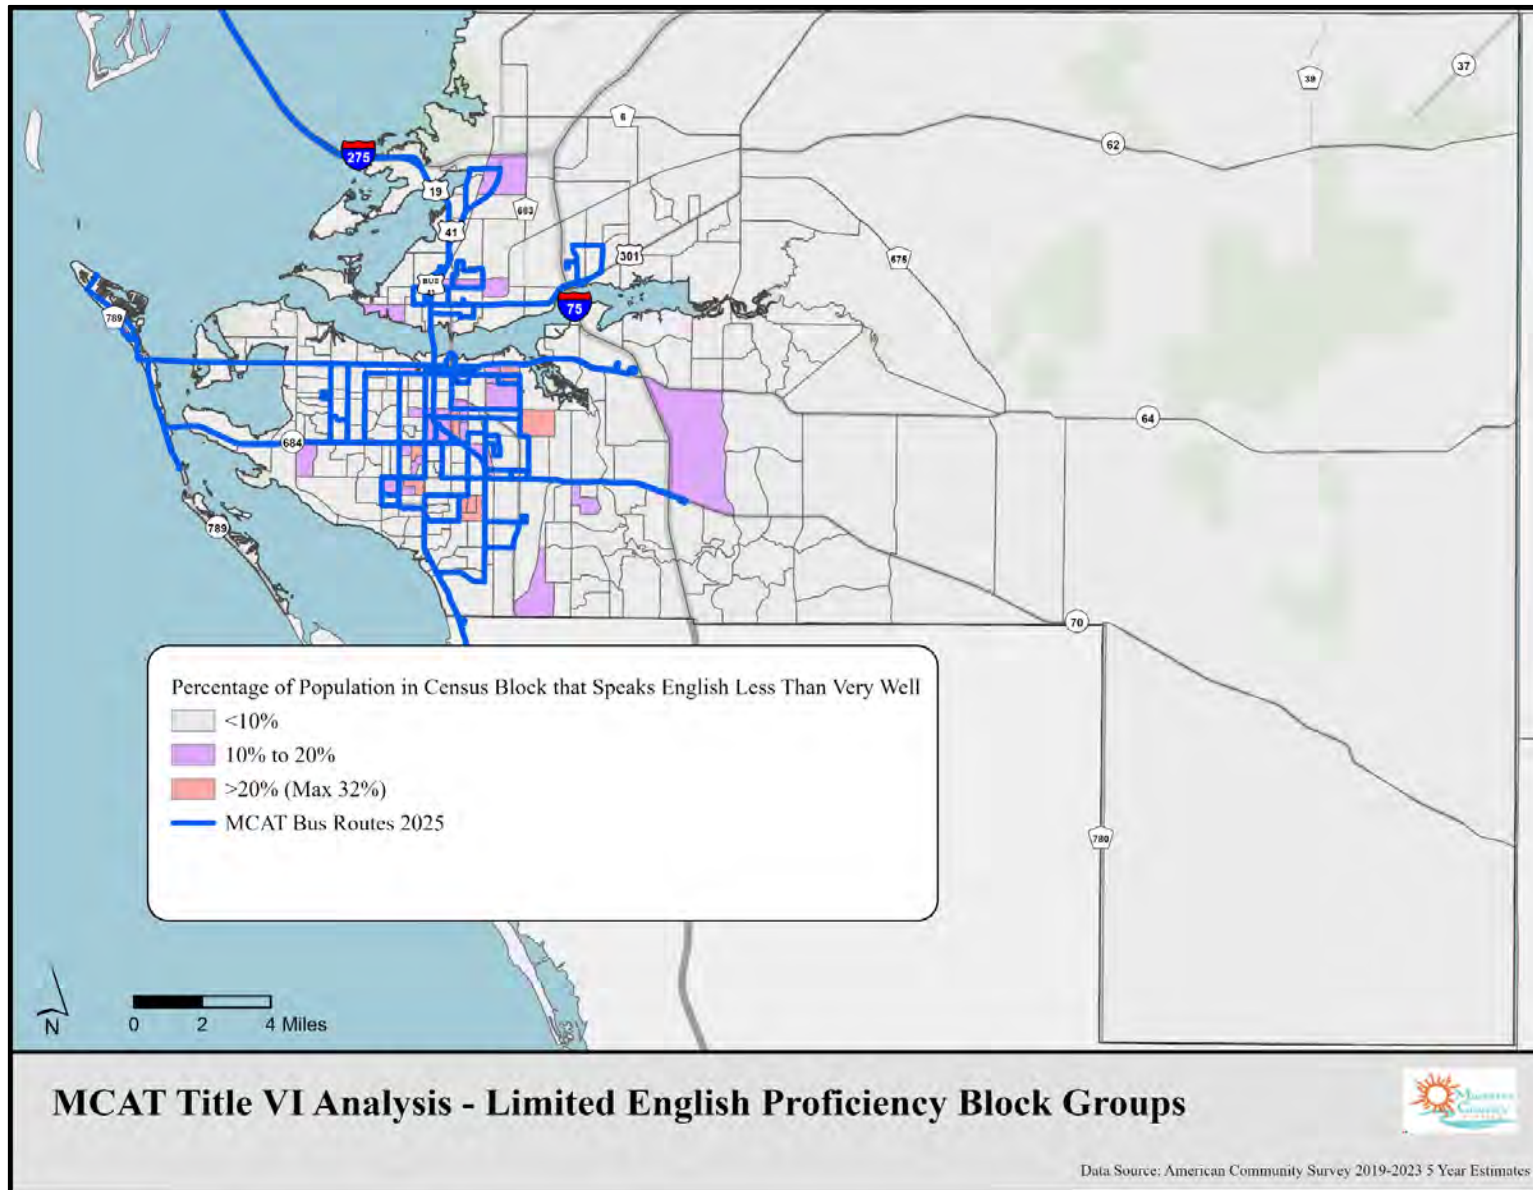 37
39
6
62
275
19
683
41
301
675
BUS
41
75
789
64
684
789
70
Percentage of Population in Census Block that Speaks English Less Than Very Well
<10%
10% to 20%
>20% (Max 32%)
MCAT Bus Routes 2025
780
N
0 2 4 Miles
MCAT Title VI Analysis - Limited English Proficiency Block Groups
Manatee
County
Data Source: American Community Survey 2019-2023 5 Year Estimates